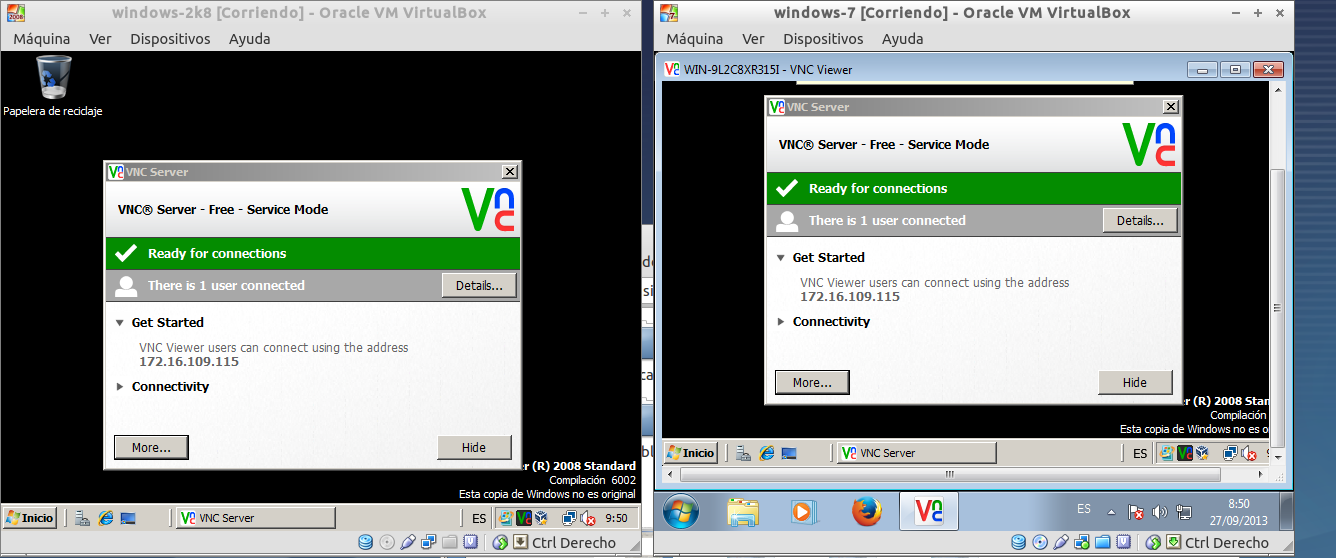 windows-2k8 [Corriendo] - Oracle VM VirtualBox
Máquina Ver Dispositivos Ayuda
Papelera de reciclaje
VNC Server
VNC® Server - Free - Service Mode
Ready for connections
There is 1 user connected
Details...
Get Started
VNC Viewer users can connect using the address
172.16.109.115
Connectivity
More...
Hide
er (R) 2008 Standard
Compilación 6002
Esta copia de Windows no es original
Inicio
VNC Server
ES
9:50
Ctrl Derecho
windows-7 [Corriendo] - Oracle VM VirtualBox
Máquina Ver Dispositivos Ayuda
WIN-9L2C8XR315I - VNC Viewer
VNC Server
VNC® Server - Free - Service Mode
Ready for connections
There is 1 user connected
Details...
Get Started
VNC Viewer users can connect using the address
172.16.109.115
Connectivity
More...
Hide
er (R) 2008 Stand
Compilación
Esta copia de Windows no es o
Inicio
VNC Server
ES
ES
8:50
27/09/2013
Ctrl Derecho